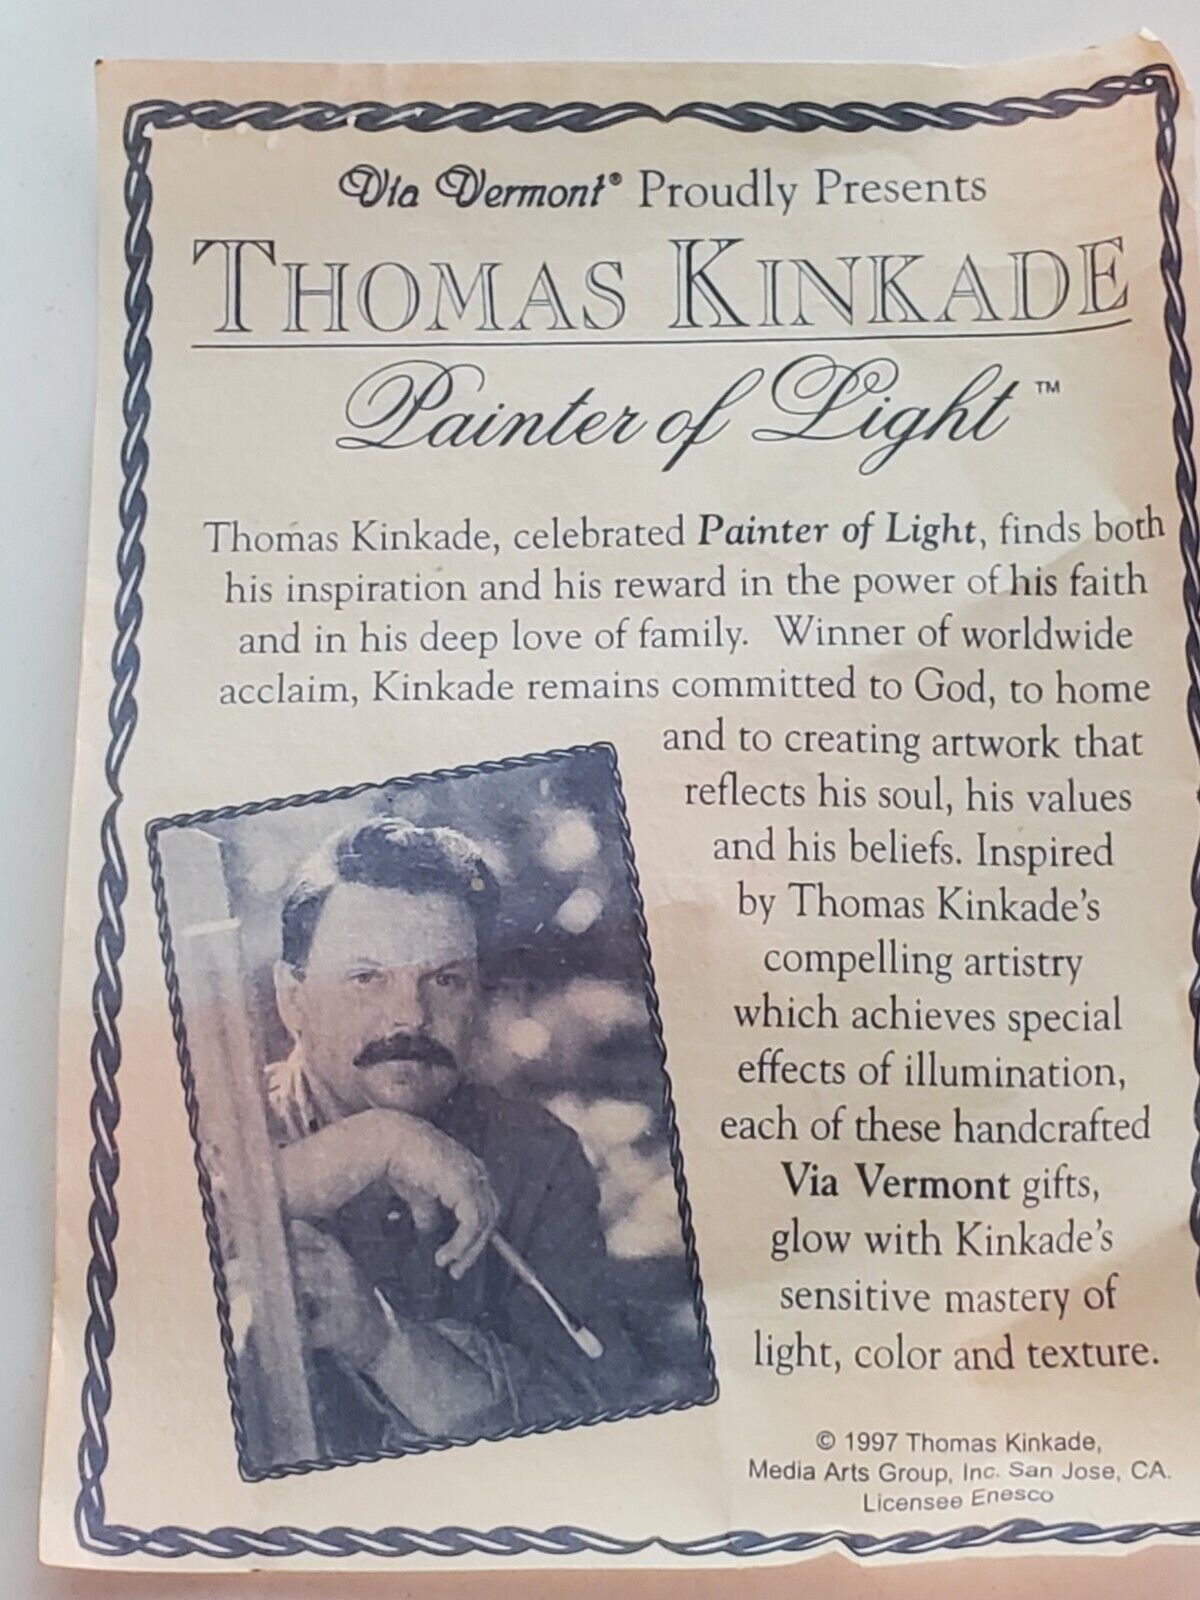 Via Vermont® Proudly Presents
THOMAS KINKADE
Painter of Light ™
Thomas Kinkade, celebrated Painter of Light, finds both
his inspiration and his reward in the power of his faith
and in his deep love of family. Winner of worldwide
acclaim, Kinkade remains committed to God, to home
and to creating artwork that
reflects his soul, his values
and his beliefs. Inspired
by Thomas Kinkade's
compelling artistry
which achieves special
effects of illumination,
each of these handcrafted
Via Vermont gifts,
glow with Kinkade's
sensitive mastery of
light, color and texture.
© 1997 Thomas Kinkade,
Media Arts Group, Inc. San Jose, CA.
Licensee Enesco